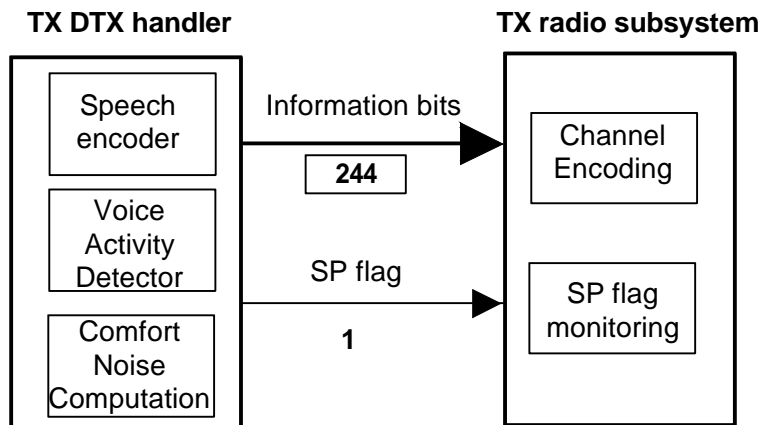 TX DTX handler
TX radio subsystem
Speech
encoder
Information bits
244
Channel
Encoding
Voice
Activity
Detector
SP flag
1
SP flag
monitoring
Comfort
Noise
Computation